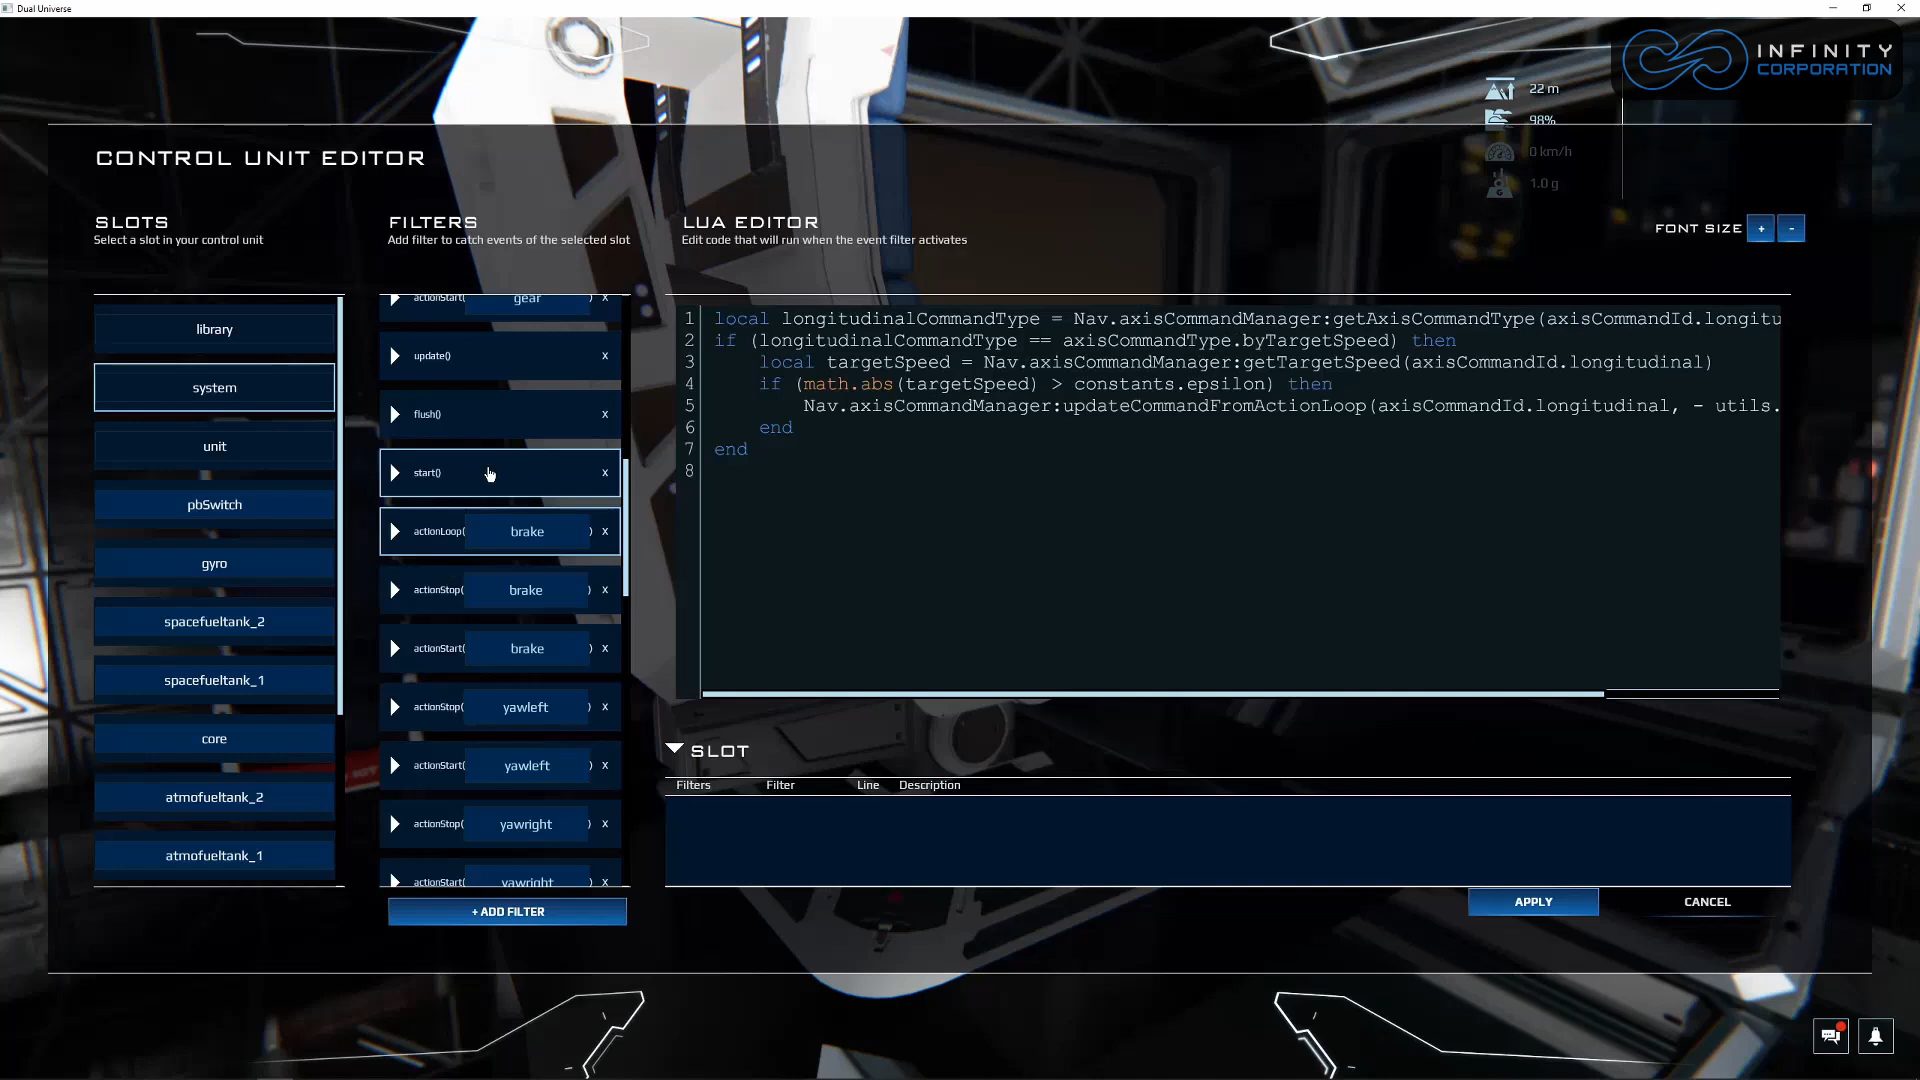 Dual Universe
INFINITY
CORPORATION
22 m
98%
0 km/h
1.0 g
CONTROL UNIT EDITOR
SLOTS
Select a slot in your control unit
FILTERS
Add filter to catch events of the selected slot
LUA EDITOR
Edit code that will run when the event filter activates
FONT SIZE + -
library
system
unit
pbSwitch
gyro
spacefueltank_2
spacefueltank_1
core
atmofueltank_2
atmofueltank_1
actionStart( gear ) X
update() X
flush() X
start() X
actionLoop( brake ) X
actionStop( brake ) X
actionStart( brake ) X
actionStop( yawleft ) X
actionStart( yawleft ) X
actionStop( yawright ) X
actionStart( yawright ) X
+ ADD FILTER
1 local longitudinalCommandType = Nav.axisCommandManager:getAxisCommandType(axisCommandId.longitu
2 if (longitudinalCommandType == axisCommandType.byTargetSpeed) then
3 local targetSpeed = Nav.axisCommandManager:getTargetSpeed(axisCommandId.longitudinal)
4 if (math.abs(targetSpeed) > constants.epsilon) then
5 Nav.axisCommandManager:updateCommandFromActionLoop(axisCommandId.longitudinal, - utils.
6 end
7 end
8
SLOT
Filters Filter Line Description
APPLY CANCEL